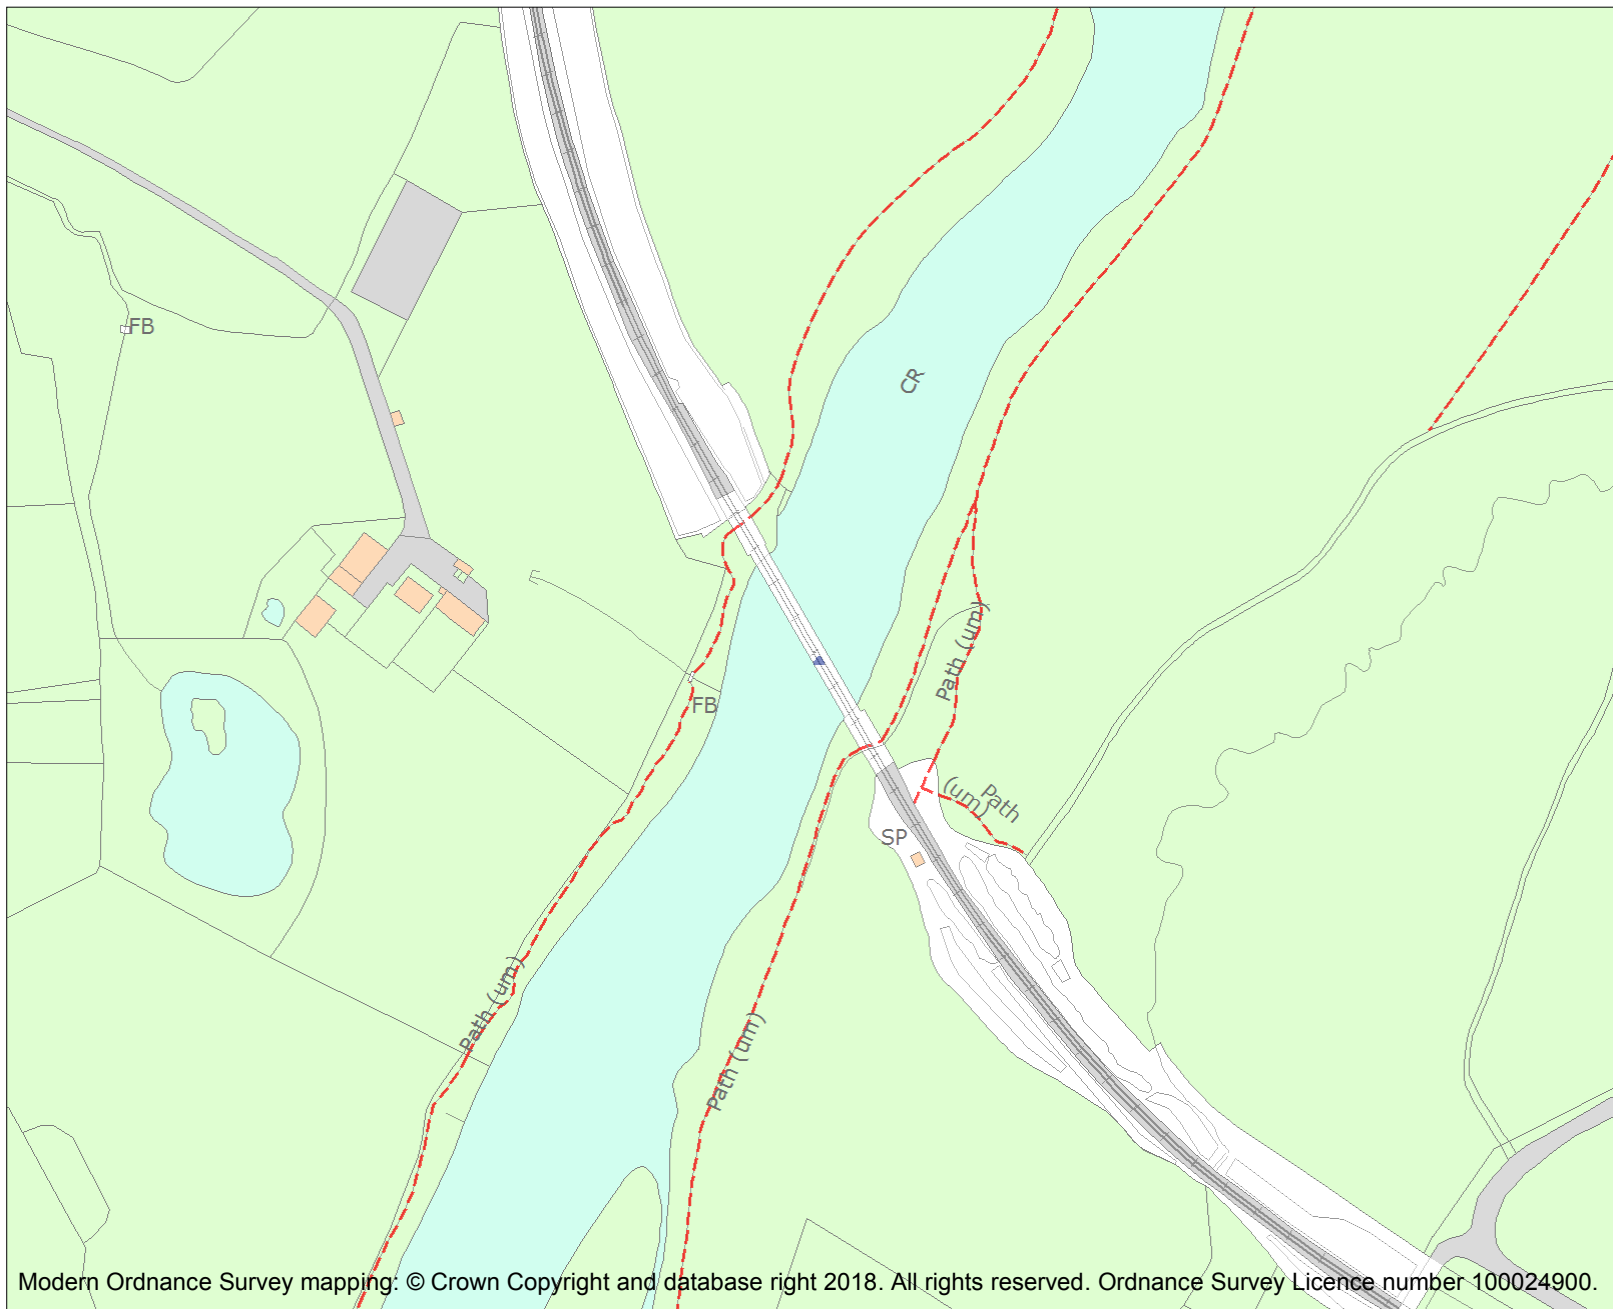 FB
CR
Path (um)
FB
Path
(um)
SP
Path (um)
Path (um)
Modern Ordnance Survey mapping: © Crown Copyright and database right 2018. All rights reserved. Ordnance Survey Licence number 100024900.